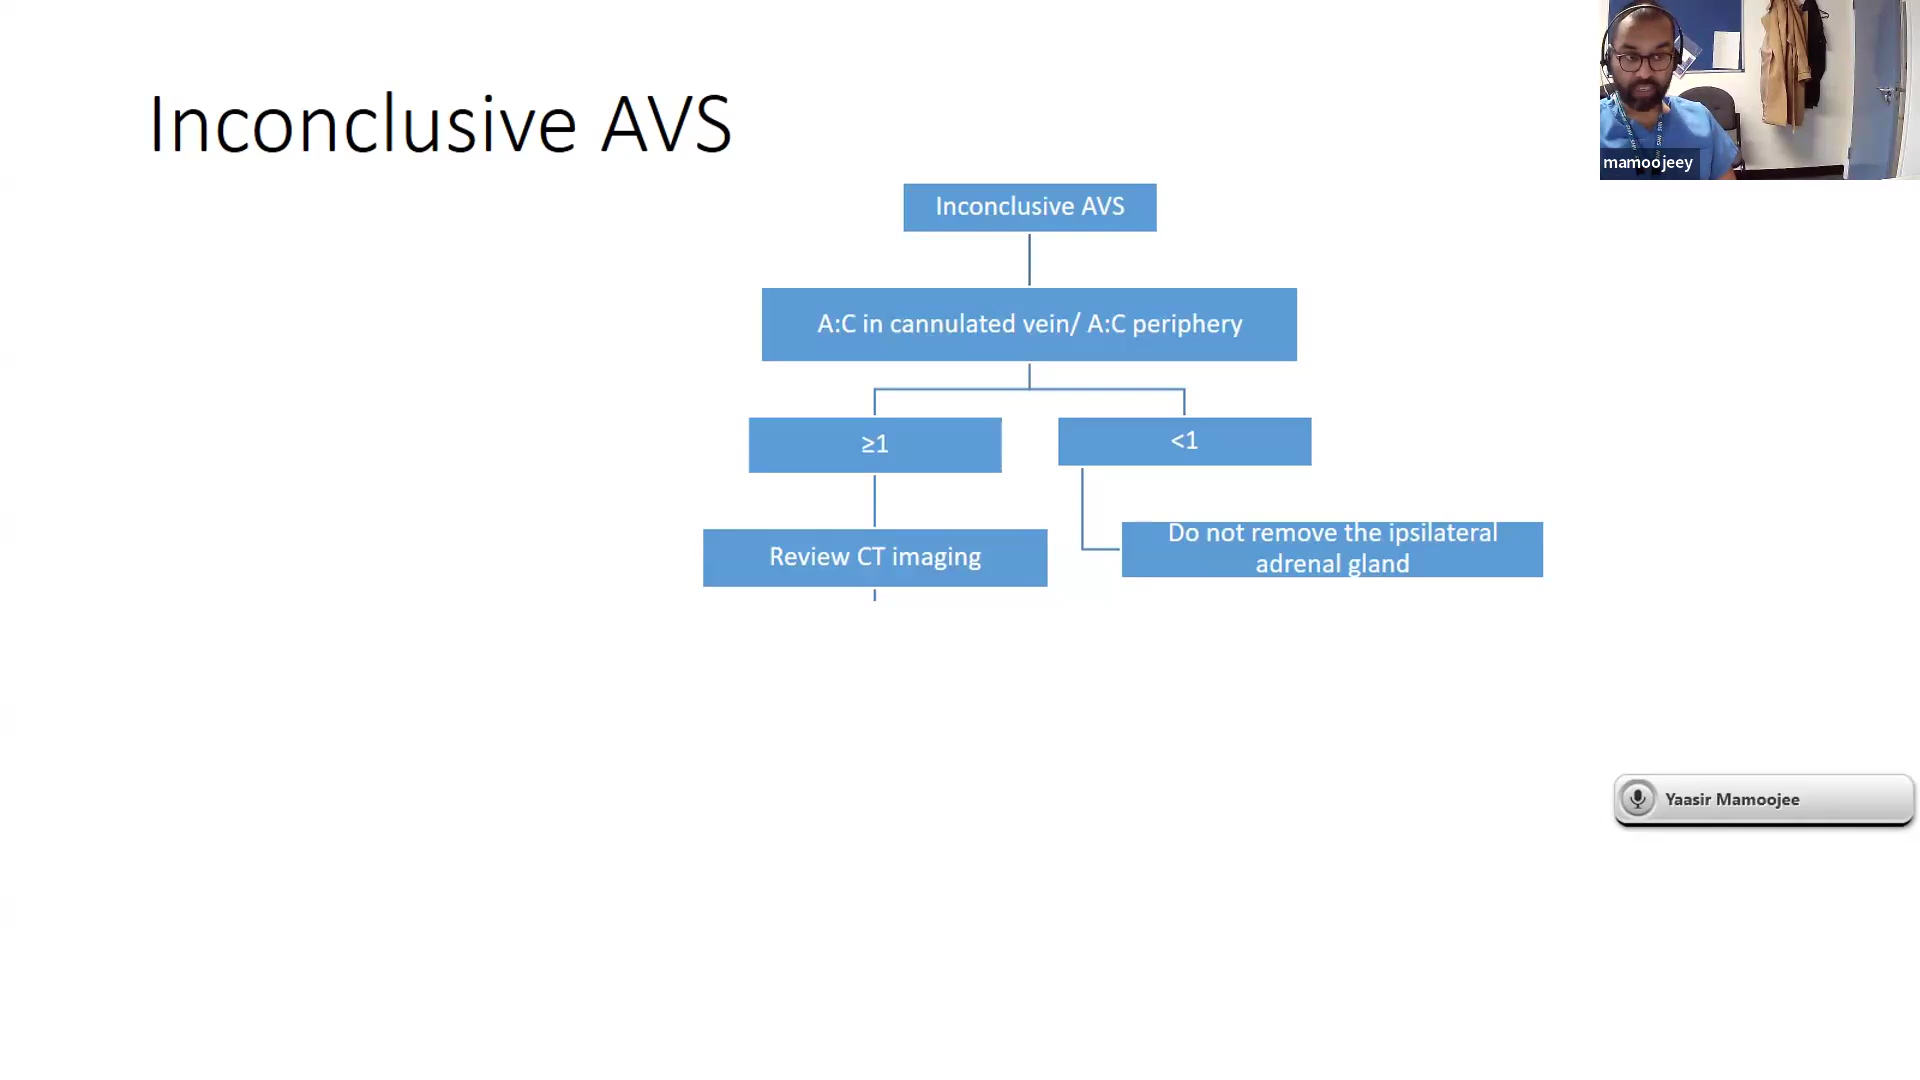 Inconclusive AVS
mamoojeey
Inconclusive AVS
A:C in cannulated vein/ A:C periphery
≥1
<1
Review CT imaging
Do not remove the ipsilateral
adrenal gland
Yaasir Mamoojee